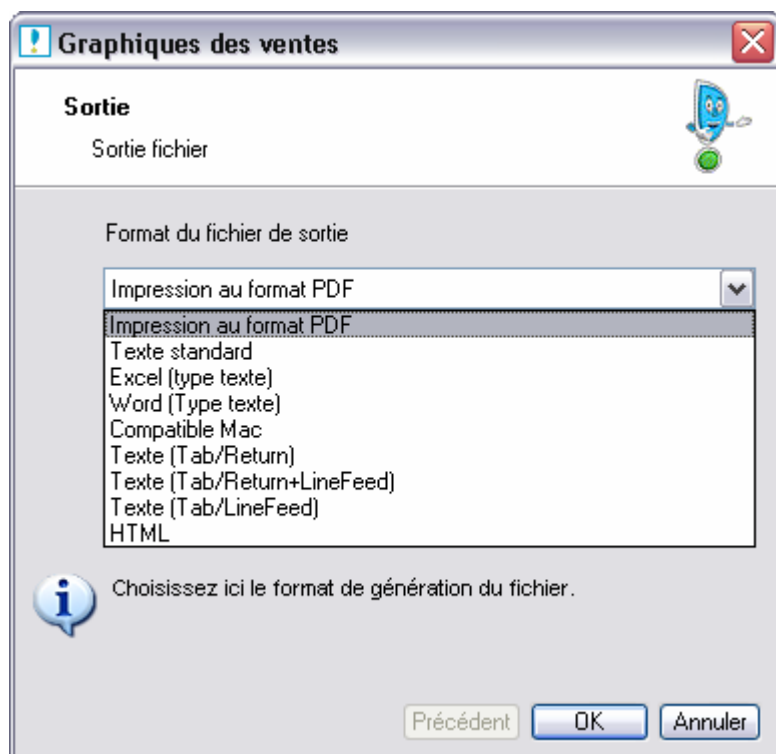 Graphiques des ventes
Sortie
Sortie fichier
Format du fichier de sortie
Impression au format PDF
Impression au format PDF
Texte standard
Excel (type texte)
Word (Type texte)
Compatible Mac
Texte (Tab/Return)
Texte (Tab/Return+LineFeed)
Texte (Tab/LineFeed)
HTML
Choisissez ici le format de génération du fichier.
Précédent OK Annuler